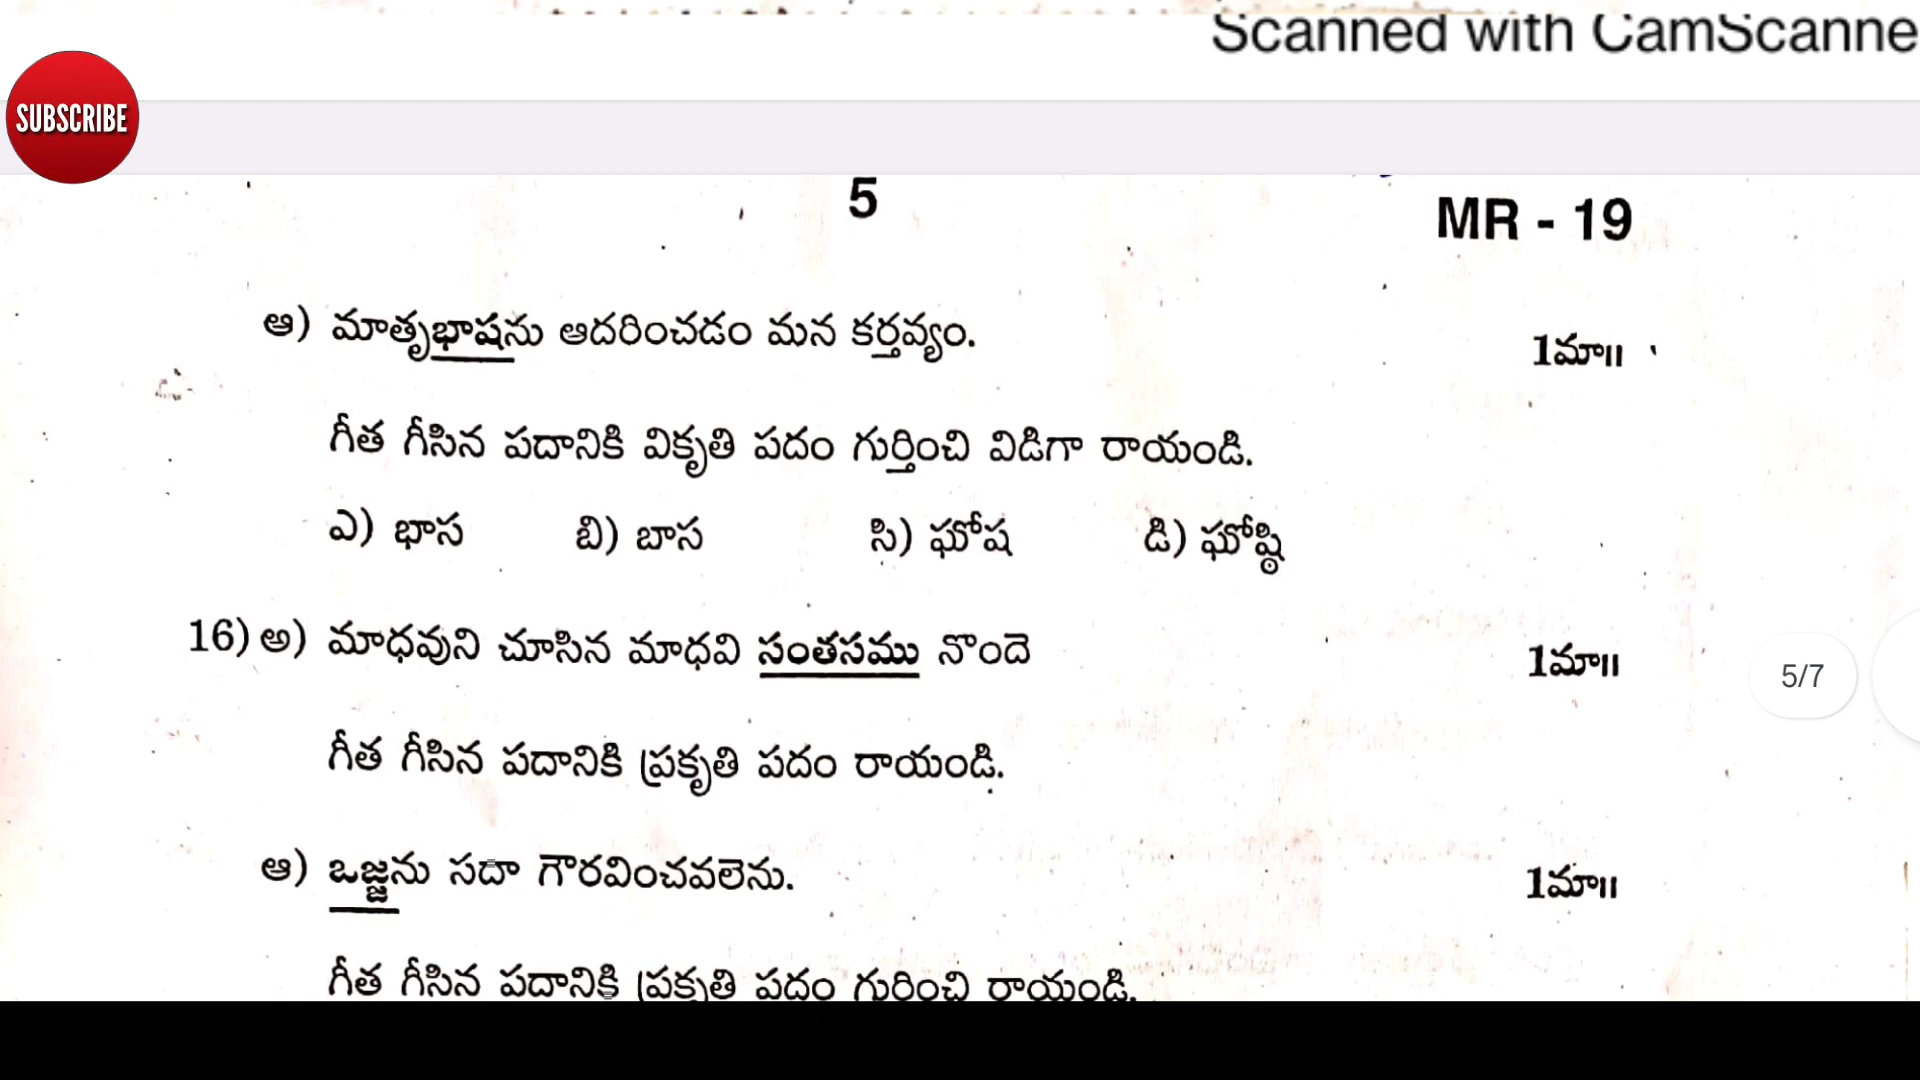 Scanned with CamScanne
SUBSCRIBE
5
MR - 19
ఆ) మాతృభాషను ఆదరించడం మన కర్తవ్యం. 1మా॥
గీత గీసిన పదానికి వికృతి పదం గుర్తించి విడిగా రాయండి.
ఎ) భాస బి) బాస సి) ఘోష డి) ఘోష్ఠి
16) అ) మాధవుని చూసిన మాధవి సంతసము నొందె 1మా॥
5/7
గీత గీసిన పదానికి ప్రకృతి పదం రాయండి.
ఆ) ఒజ్జను సదా గౌరవించవలెను. 1మా॥
గీత గీసిన పదానికి ప్రకృతి పదం గుర్తించి రాయండి.